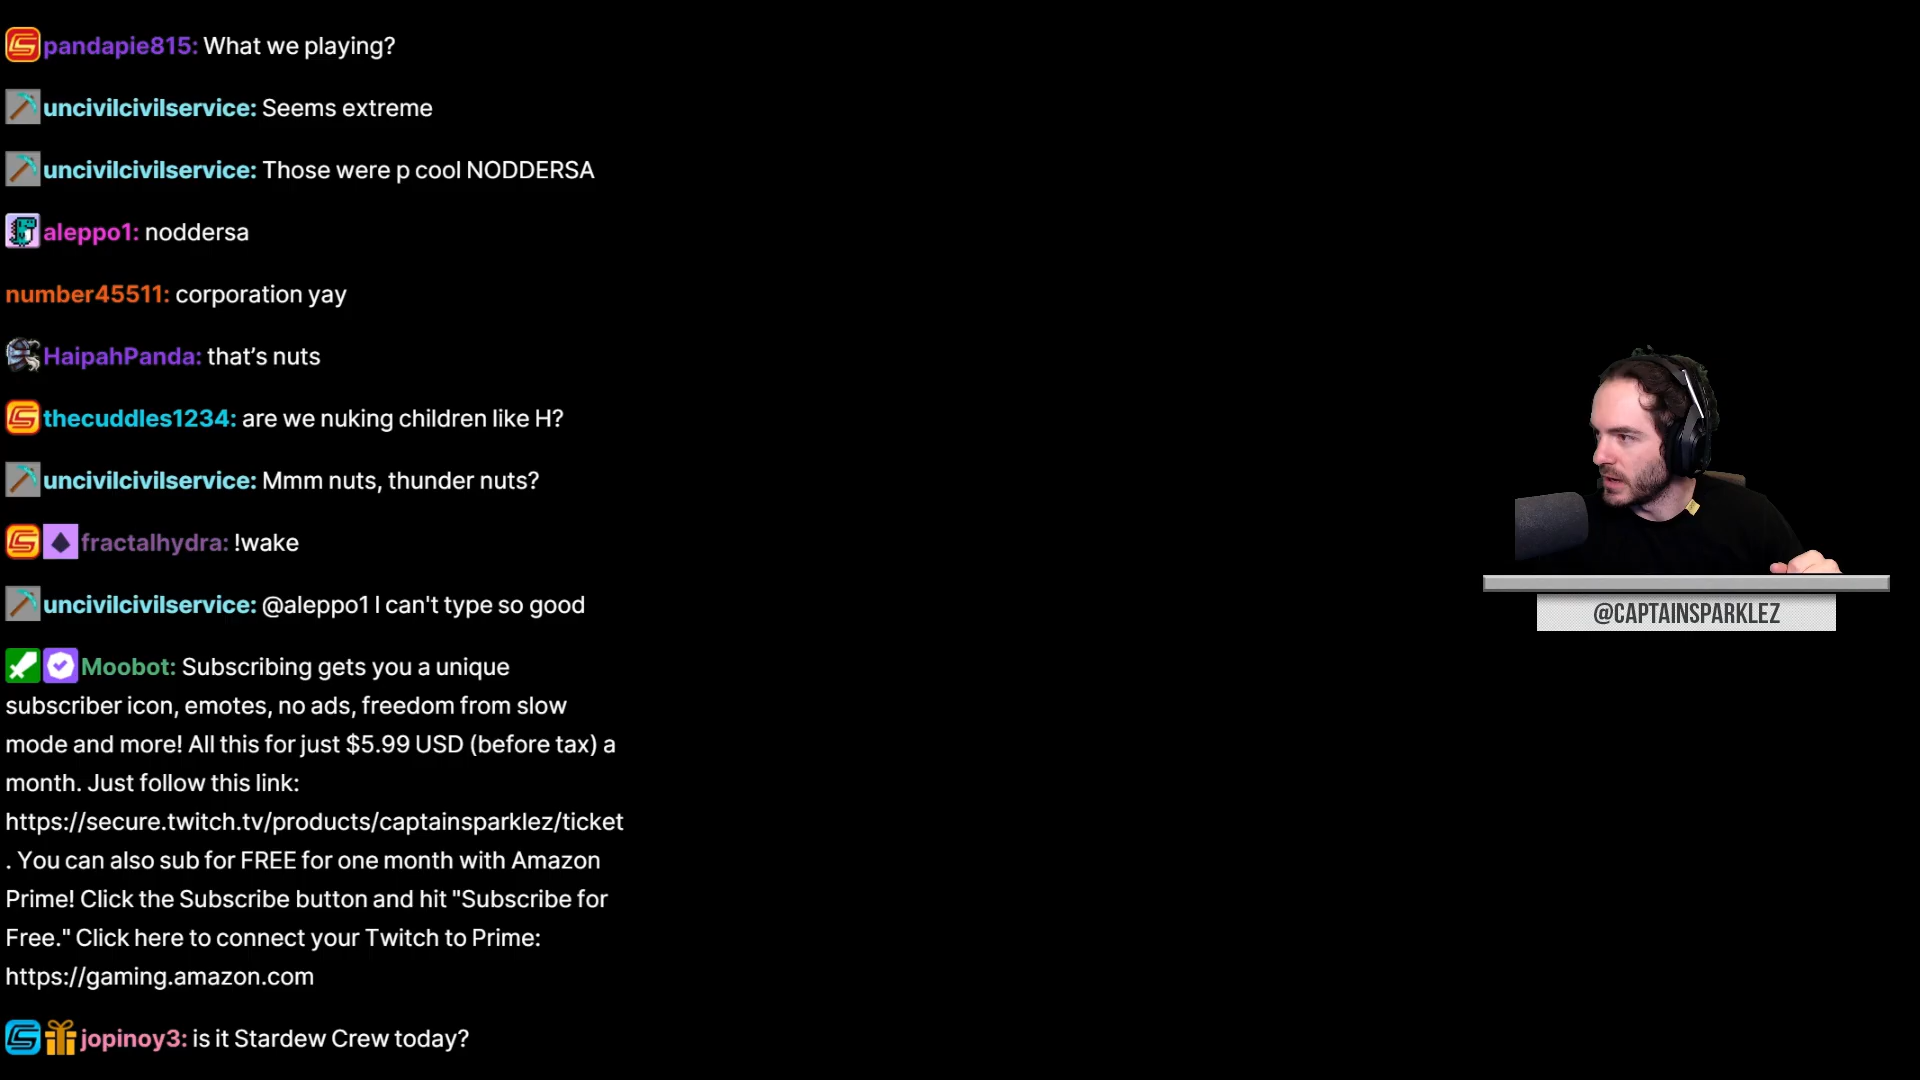 pandapie815: What we playing?
uncivilcivilservice: Seems extreme
uncivilcivilservice: Those were p cool NODDERSA
aleppo1: noddersa
number45511: corporation yay
HaipahPanda: that’s nuts
thecuddles1234: are we nuking children like H?
uncivilcivilservice: Mmm nuts, thunder nuts?
fractalhydra: !wake
uncivilcivilservice: @aleppo1 I can't type so good
Moobot: Subscribing gets you a unique
subscriber icon, emotes, no ads, freedom from slow
mode and more! All this for just $5.99 USD (before tax) a
month. Just follow this link:
https://secure.twitch.tv/products/captainsparklez/ticket
. You can also sub for FREE for one month with Amazon
Prime! Click the Subscribe button and hit "Subscribe for
Free." Click here to connect your Twitch to Prime:
https://gaming.amazon.com
jopinoy3: is it Stardew Crew today?
@CAPTAINSPARKLEZ